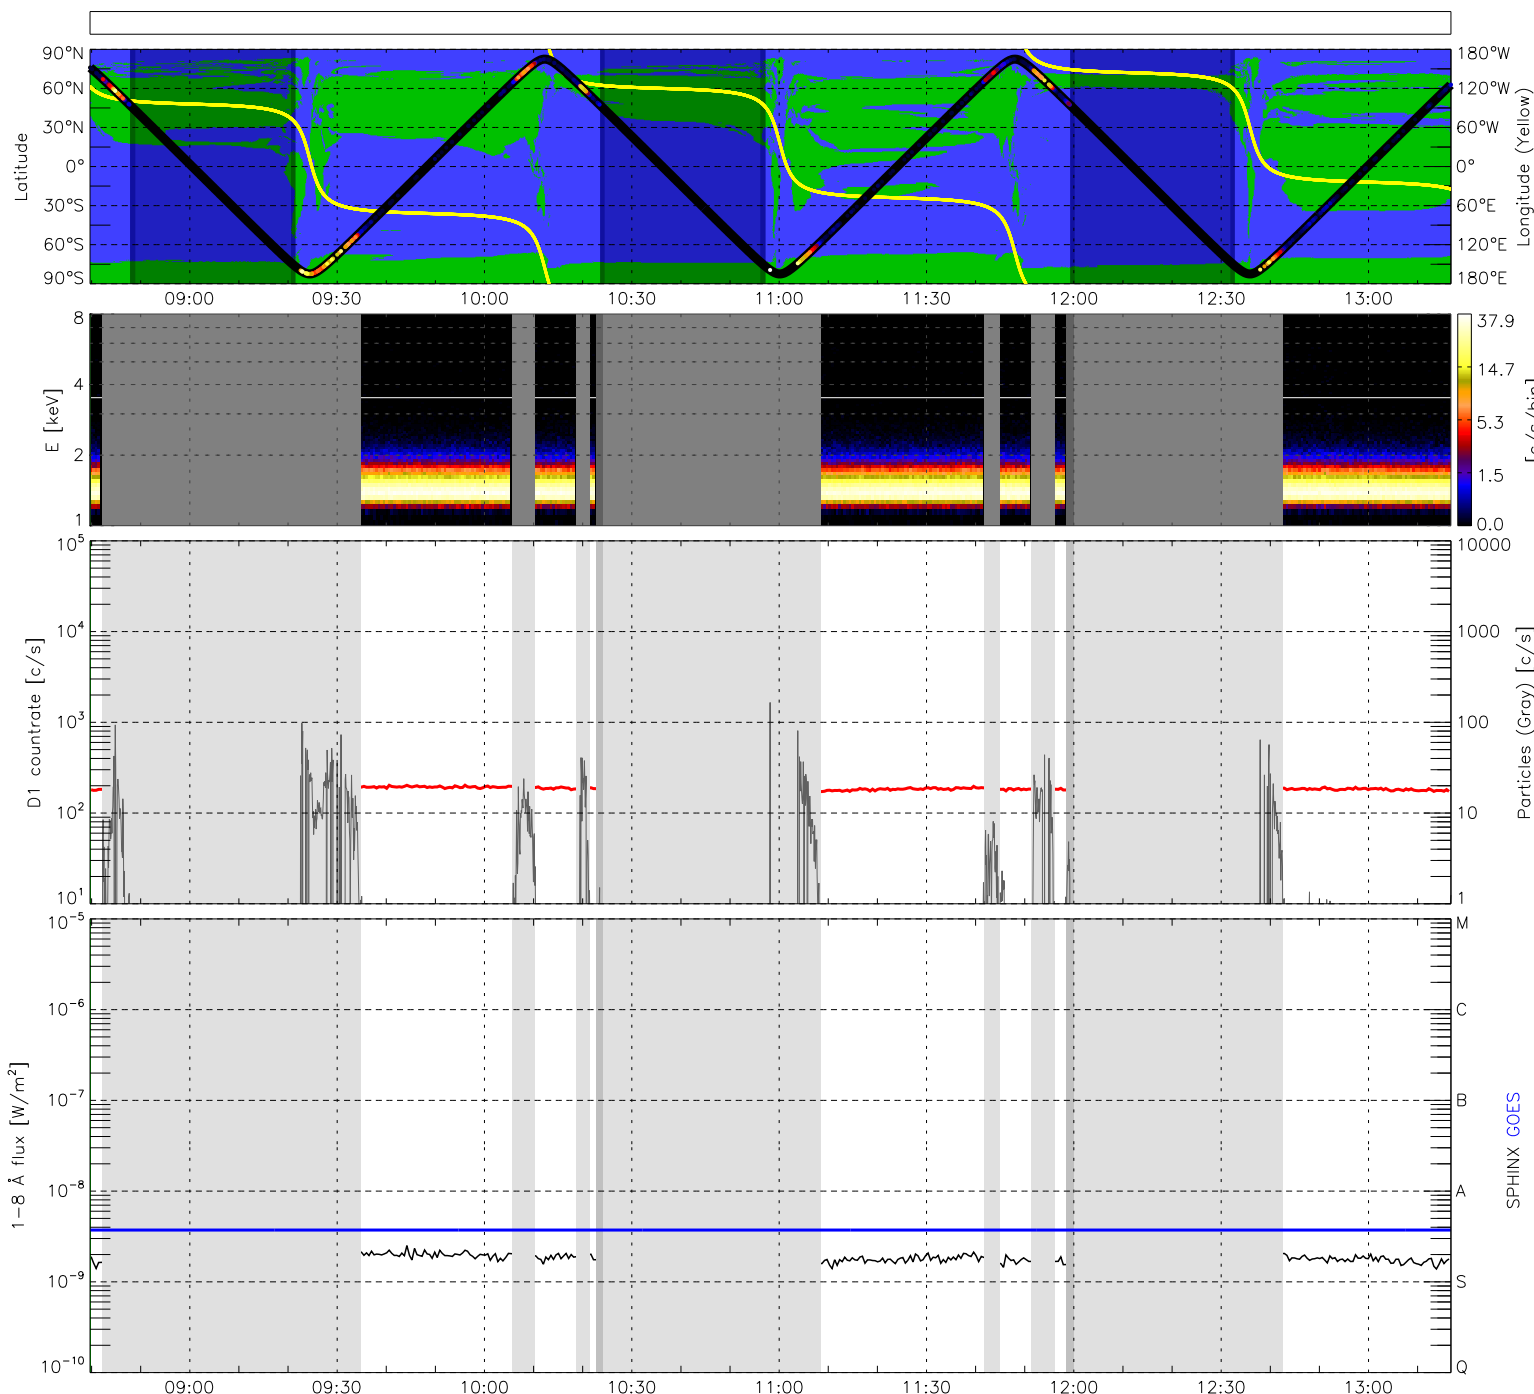 90°N
60°N
30°N
0°
30°S
60°S
90°S
Latitude
180°W
120°W
60°W
0°
60°E
120°E
180°E
Longitude (Yellow)
09:00 09:30 10:00 10:30 11:00 11:30 12:00 12:30 13:00
8
4
2
1
E [keV]
37.9
14.7
5.3
1.5
0.0
[c/s/bin]
10⁵
10⁴
10³
10²
10¹
D1 countrate [c/s]
10000
1000
100
10
1
Particles (Gray) [c/s]
10⁻⁵
10⁻⁶
10⁻⁷
10⁻⁸
10⁻⁹
10⁻¹⁰
1−8 Å flux [W/m²]
M
C
B
A
S
Q
SPHINX GOES
09:00 09:30 10:00 10:30 11:00 11:30 12:00 12:30 13:00